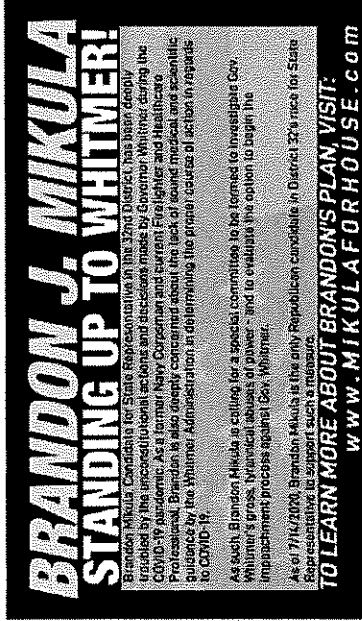 BRANDON J. MIKULA
STANDING UP TO WHITMER!
Brandon Mikula Candidate for State Representative in the 32nd District, has been deeply
troubled by the unconstitutional actions and decisions made by Governor Whitmer during the
COVID-19 pandemic. As a former Navy Corpsman and current Firefighter and Healthcare
Professional, Brandon is also deeply concerned about the lack of sound medical and scientific
guidance by the Whitmer Administration in determining the proper course of action in regards
to COVID-19.
As such Brandon Mikula is calling for a special committee to be formed to investigate Gov.
Whitmer's gross tyrannical abuses of power - and to evaluate the option to begin the
impeachment process against Gov. Whitmer.
As of 7/14/2020, Brandon Mikula is the only Republican candidate in District 32's race for State
Representative to support such a measure.
TO LEARN MORE ABOUT BRANDON'S PLAN, VISIT:
www.MIKULAFORHOUSE.com